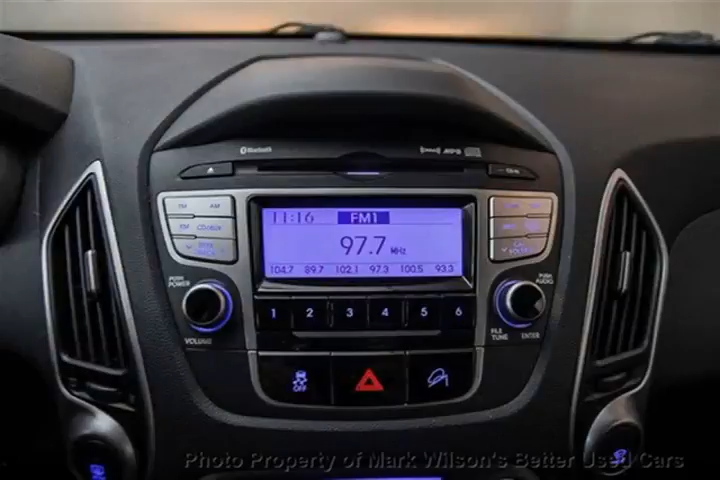 Bluetooth
MP3
FM AM
11:16 FM1
97.7 MHz
104.7 89.7 102.1 97.3 100.5 93.3
PUSH POWER
PUSH AUDIO
1 2 3 4 5 6
VOLUME
FILE
TUNE ENTER
OFF
Photo Property of Mark Wilson's Better Used Cars